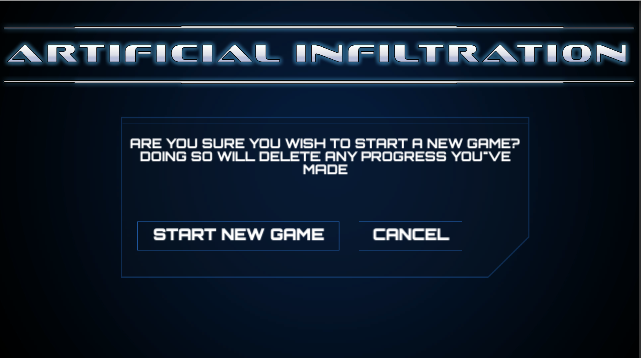 ARTIFICIAL INFILTRATION
ARE YOU SURE YOU WISH TO START A NEW GAME?
DOING SO WILL DELETE ANY PROGRESS YOU"VE
MADE
START NEW GAME
CANCEL